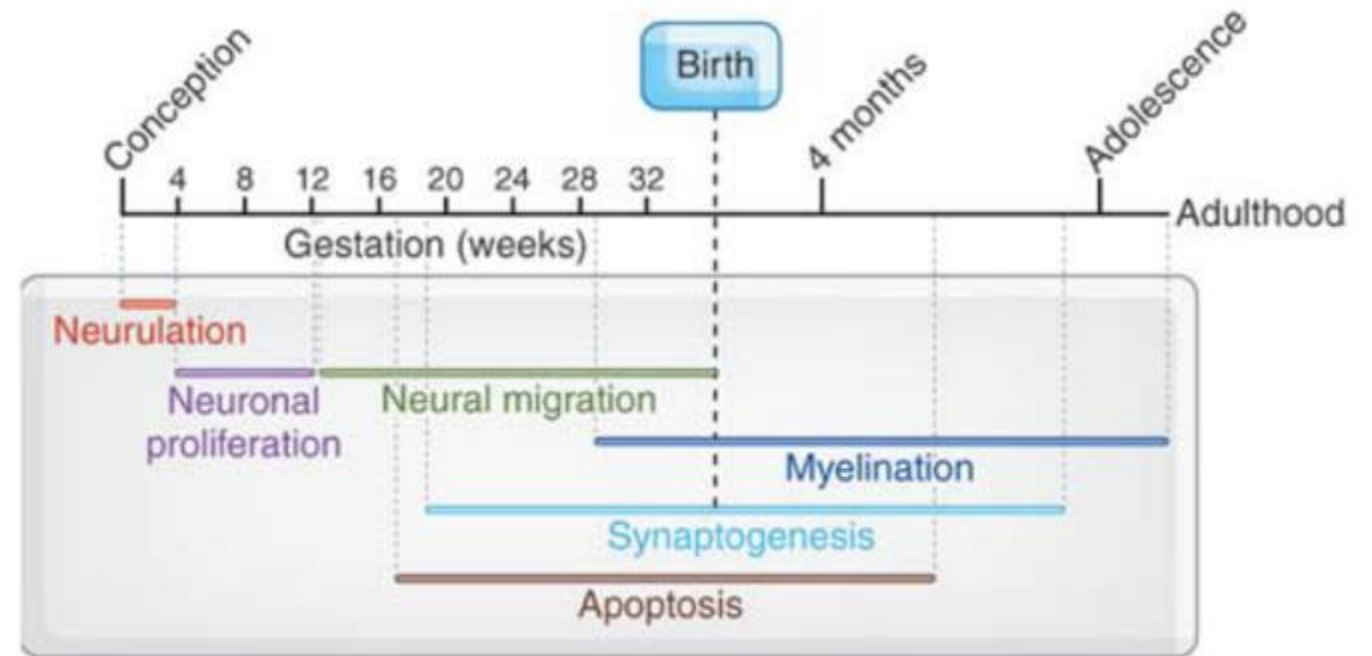 Conception
Birth
4 months
Adolescence
4 8 12 16 20 24 28 32
Adulthood
Gestation (weeks)
Neurulation
Neuronal
proliferation
Neural migration
Myelination
Synaptogenesis
Apoptosis